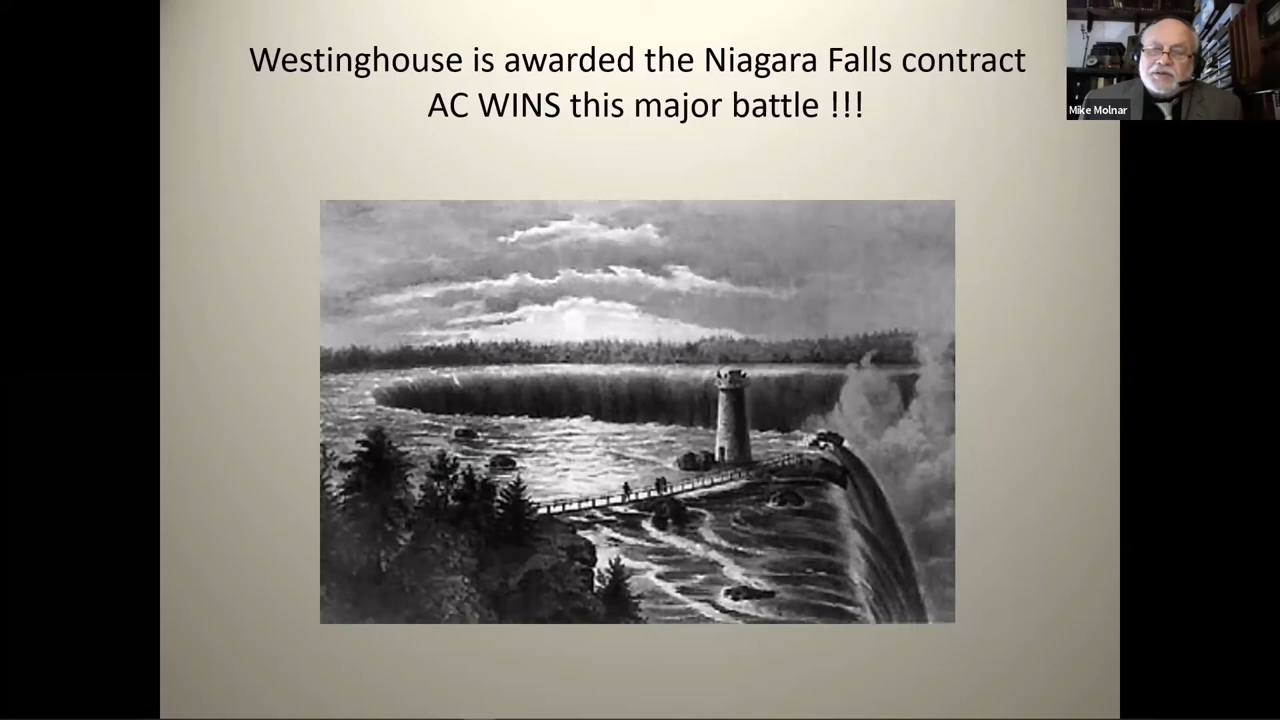 Westinghouse is awarded the Niagara Falls contract
AC WINS this major battle !!!
Mike Molnar